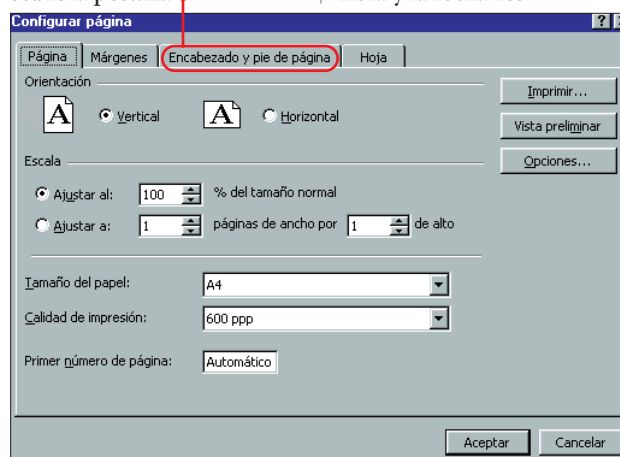 Configurar página
Página Márgenes Encabezado y pie de página Hoja
Orientación
A Vertical A Horizontal
Imprimir...
Vista preliminar
Opciones...
Escala
Ajustar al: 100 % del tamaño normal
Ajustar a: 1 páginas de ancho por 1 de alto
Tamaño del papel: A4
Calidad de impresión: 600 ppp
Primer número de página: Automático
Aceptar Cancelar